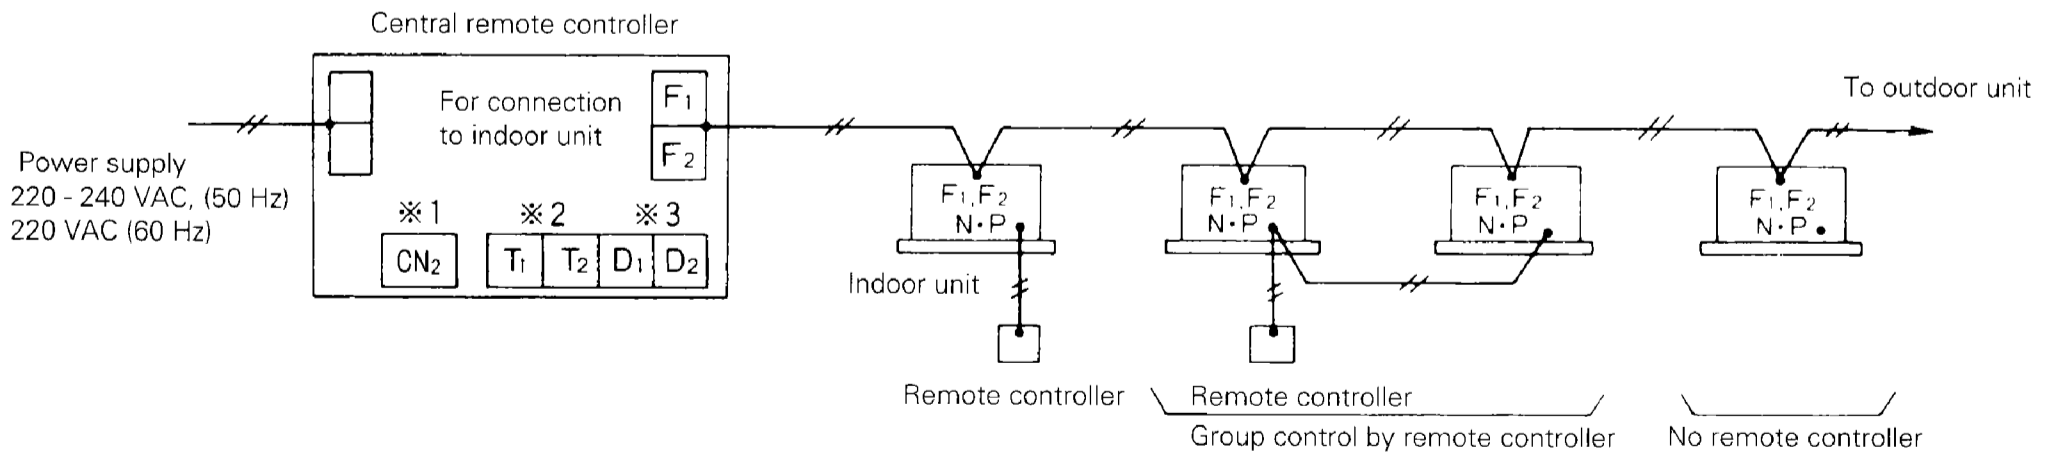 Central remote controller
To outdoor unit
For connection
to indoor unit
F1
F2
Power supply
220 - 240 VAC, (50 Hz)
220 VAC (60 Hz)
※1 ※2 ※3
CN2 T1 T2 D1 D2
F1, F2
N·P
F1, F2
N·P
F1, F2
N·P
F1, F2
N·P
Indoor unit
Remote controller
Remote controller
Group control by remote controller
No remote controller